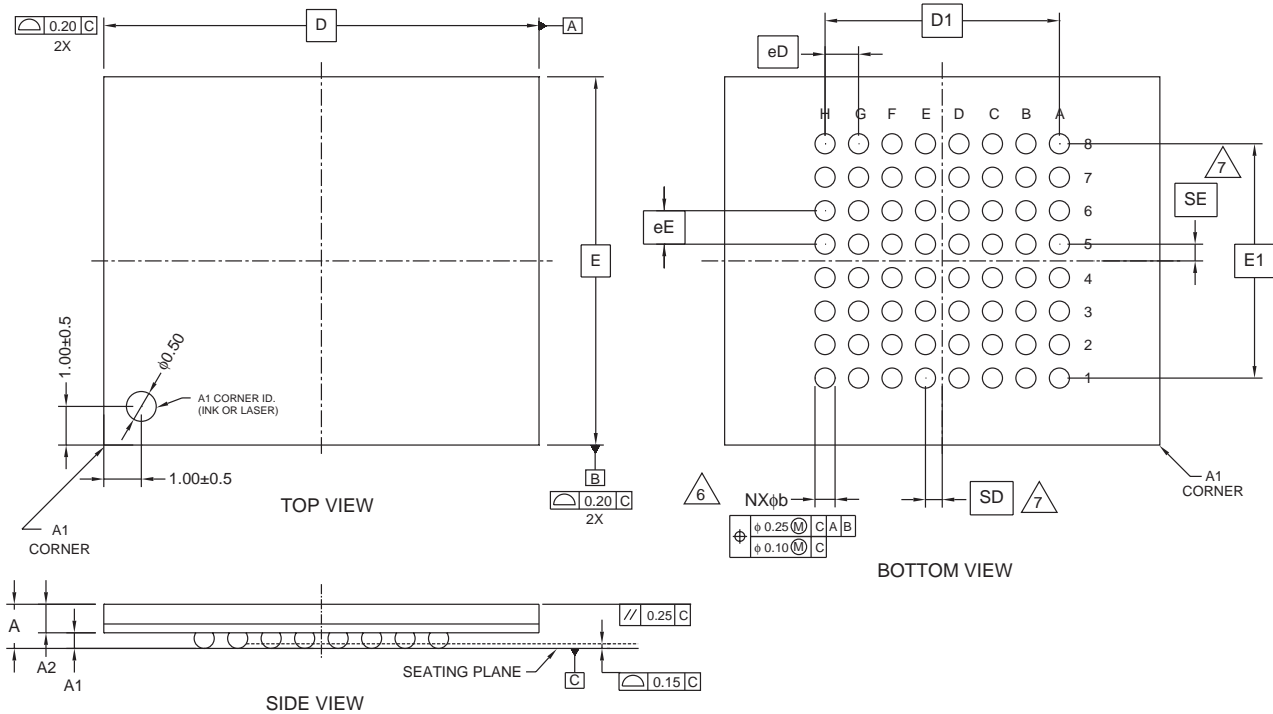 0.20 C
2X
D
A
E
1.00±0.5
ϕ0.50
A1 CORNER ID.
(INK OR LASER)
1.00±0.5
B
0.20 C
2X
TOP VIEW
A1
CORNER
D1
eD
H G F E D C B A
8
7
6
5
4
3
2
1
7
SE
eE
E1
6
NXϕb
SD
7
ϕ 0.25 M C A B
ϕ 0.10 M C
A1
CORNER
BOTTOM VIEW
A
A2
A1
// 0.25 C
SEATING PLANE
C
0.15 C
SIDE VIEW